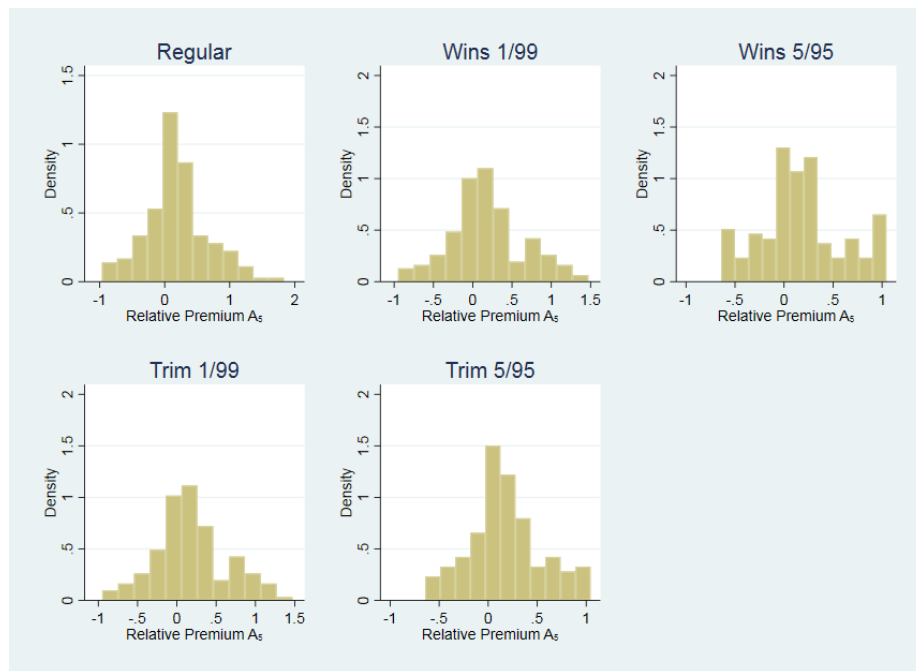 Regular
1.5
1
.5
0
Density
-1 0 1 2
Relative Premium A₅
Wins 1/99
2
1.5
1
.5
0
Density
-1 -.5 0 .5 1 1.5
Relative Premium A₅
Wins 5/95
2
1.5
1
.5
0
Density
-1 -.5 0 .5 1
Relative Premium A₅
Trim 1/99
2
1.5
1
.5
0
Density
-1 -.5 0 .5 1 1.5
Relative Premium A₅
Trim 5/95
2
1.5
1
.5
0
Density
-1 -.5 0 .5 1
Relative Premium A₅